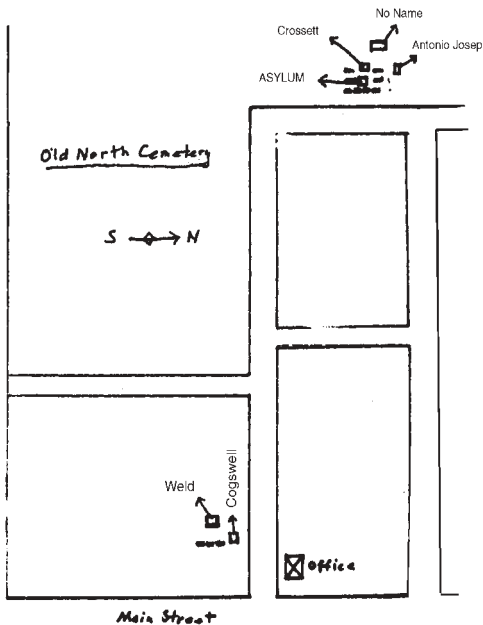 No Name
Crossett
Antonio Josep
ASYLUM
Old North Cemetery
S N
Weld
Cogswell
Office
Main Street